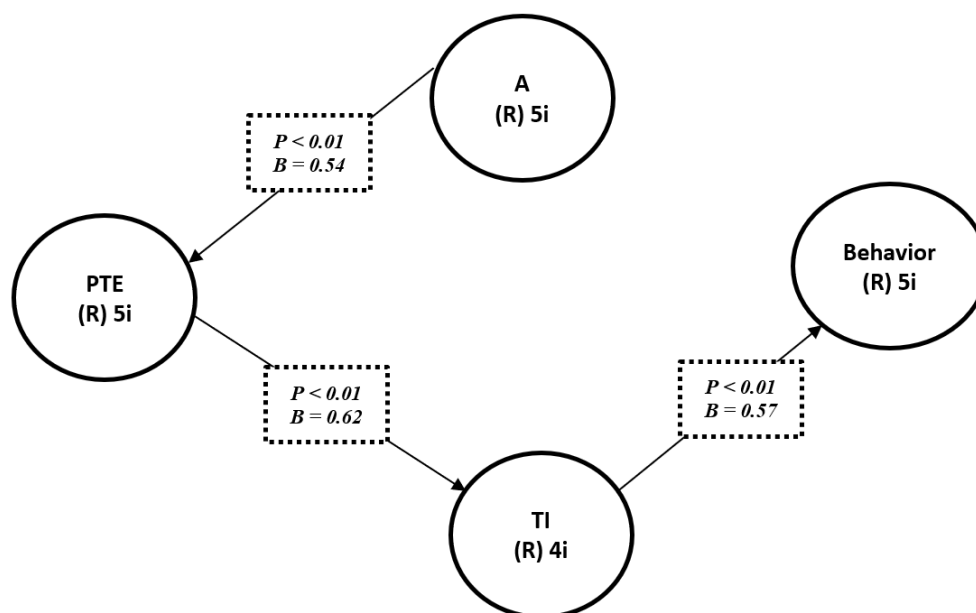 A
(R) 5i
P < 0.01
B = 0.54
PTE
(R) 5i
Behavior
(R) 5i
P < 0.01
B = 0.62
P < 0.01
B = 0.57
TI
(R) 4i